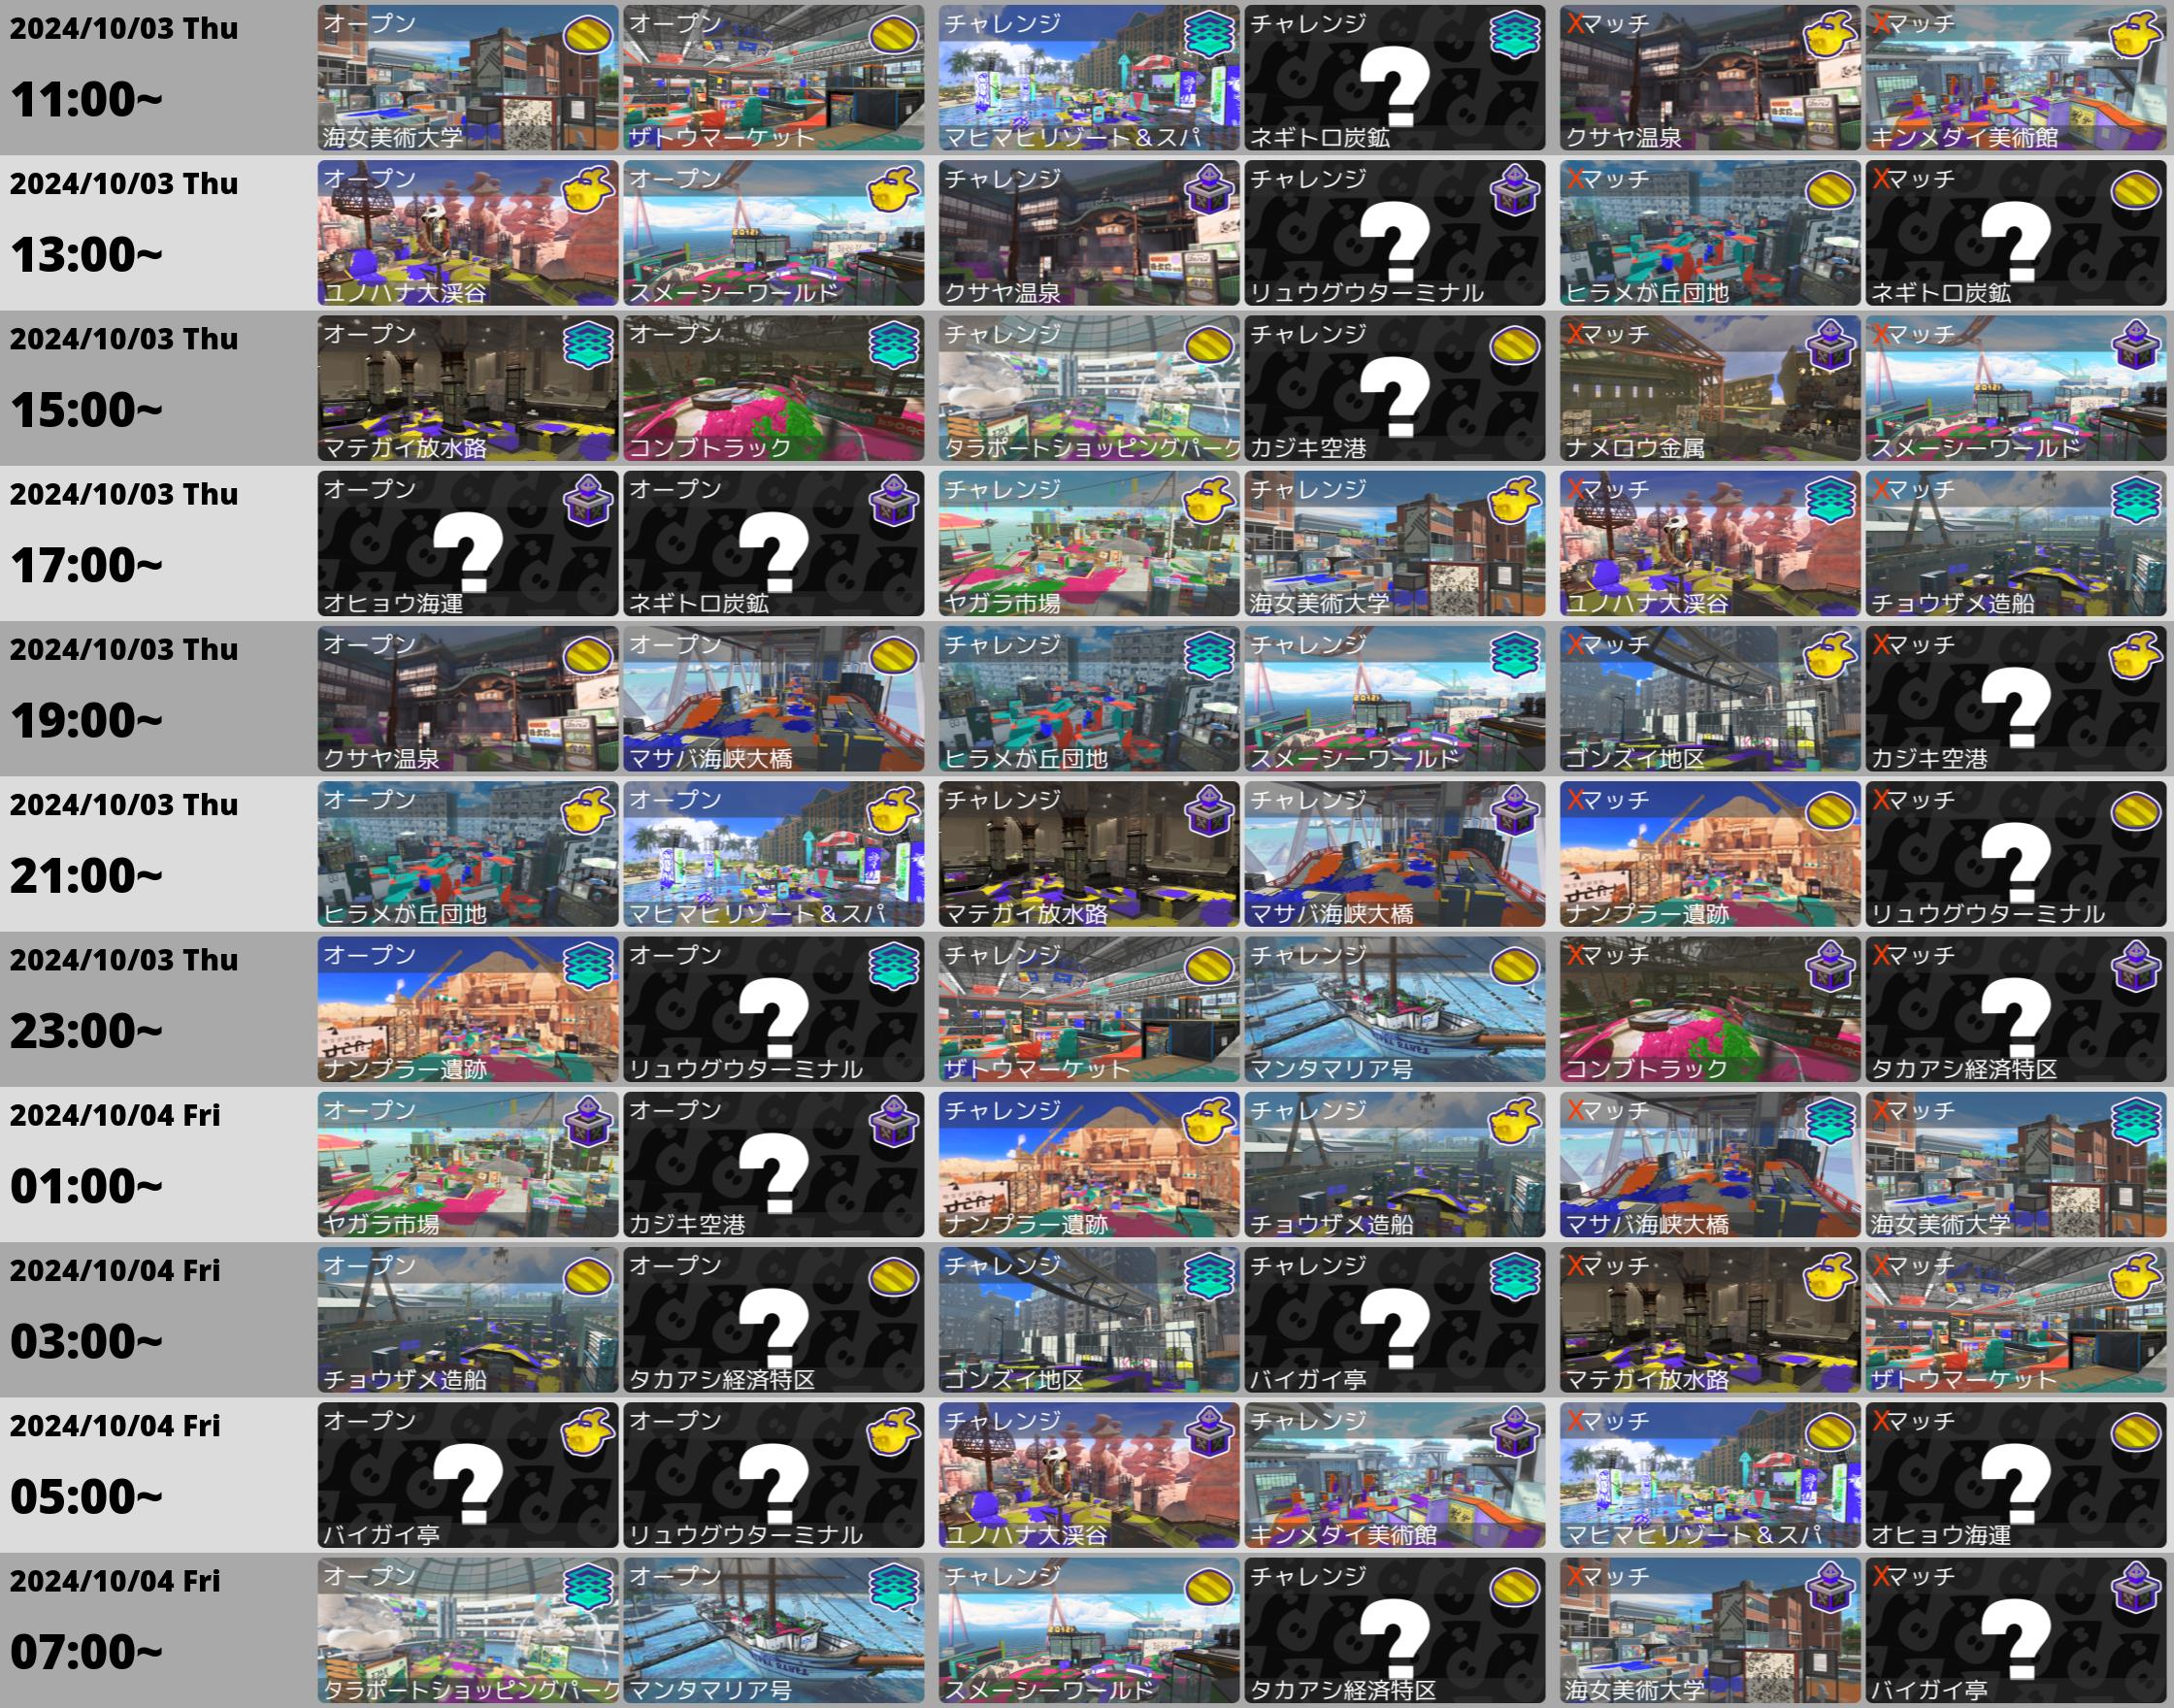 2024/10/03 Thu
11:00~
オープン
海女美術大学
オープン
ザトウマーケット
チャレンジ
マヒマヒリゾート＆スパ
チャレンジ
?
ネギトロ炭鉱
Xマッチ
クサヤ温泉
Xマッチ
キンメダイ美術館
2024/10/03 Thu
13:00~
オープン
ユノハナ大渓谷
オープン
スメーシーワールド
チャレンジ
クサヤ温泉
チャレンジ
?
リュウグウターミナル
Xマッチ
ヒラメが丘団地
Xマッチ
?
ネギトロ炭鉱
2024/10/03 Thu
15:00~
オープン
マテガイ放水路
オープン
コンブトラック
チャレンジ
タラポートショッピングパーク
チャレンジ
?
カジキ空港
Xマッチ
ナメロウ金属
Xマッチ
スメーシーワールド
2024/10/03 Thu
17:00~
オープン
?
オヒョウ海運
オープン
?
ネギトロ炭鉱
チャレンジ
ヤガラ市場
チャレンジ
海女美術大学
Xマッチ
ユノハナ大渓谷
Xマッチ
チョウザメ造船
2024/10/03 Thu
19:00~
オープン
クサヤ温泉
オープン
マサバ海峡大橋
チャレンジ
ヒラメが丘団地
チャレンジ
スメーシーワールド
Xマッチ
ゴンズイ地区
Xマッチ
?
カジキ空港
2024/10/03 Thu
21:00~
オープン
ヒラメが丘団地
オープン
マヒマヒリゾート＆スパ
チャレンジ
マテガイ放水路
チャレンジ
マサバ海峡大橋
Xマッチ
ナンプラー遺跡
Xマッチ
?
リュウグウターミナル
2024/10/03 Thu
23:00~
オープン
ナンプラー遺跡
オープン
?
リュウグウターミナル
チャレンジ
ザトウマーケット
チャレンジ
マンタマリア号
Xマッチ
コンブトラック
Xマッチ
?
タカアシ経済特区
2024/10/04 Fri
01:00~
オープン
ヤガラ市場
オープン
?
カジキ空港
チャレンジ
ナンプラー遺跡
チャレンジ
チョウザメ造船
Xマッチ
マサバ海峡大橋
Xマッチ
海女美術大学
2024/10/04 Fri
03:00~
オープン
チョウザメ造船
オープン
?
タカアシ経済特区
チャレンジ
ゴンズイ地区
チャレンジ
?
バイガイ亭
Xマッチ
マテガイ放水路
Xマッチ
ザトウマーケット
2024/10/04 Fri
05:00~
オープン
?
バイガイ亭
オープン
?
リュウグウターミナル
チャレンジ
ユノハナ大渓谷
チャレンジ
キンメダイ美術館
Xマッチ
マヒマヒリゾート＆スパ
Xマッチ
?
オヒョウ海運
2024/10/04 Fri
07:00~
オープン
タラポートショッピングパーク
オープン
マンタマリア号
チャレンジ
スメーシーワールド
チャレンジ
?
タカアシ経済特区
Xマッチ
海女美術大学
Xマッチ
?
バイガイ亭